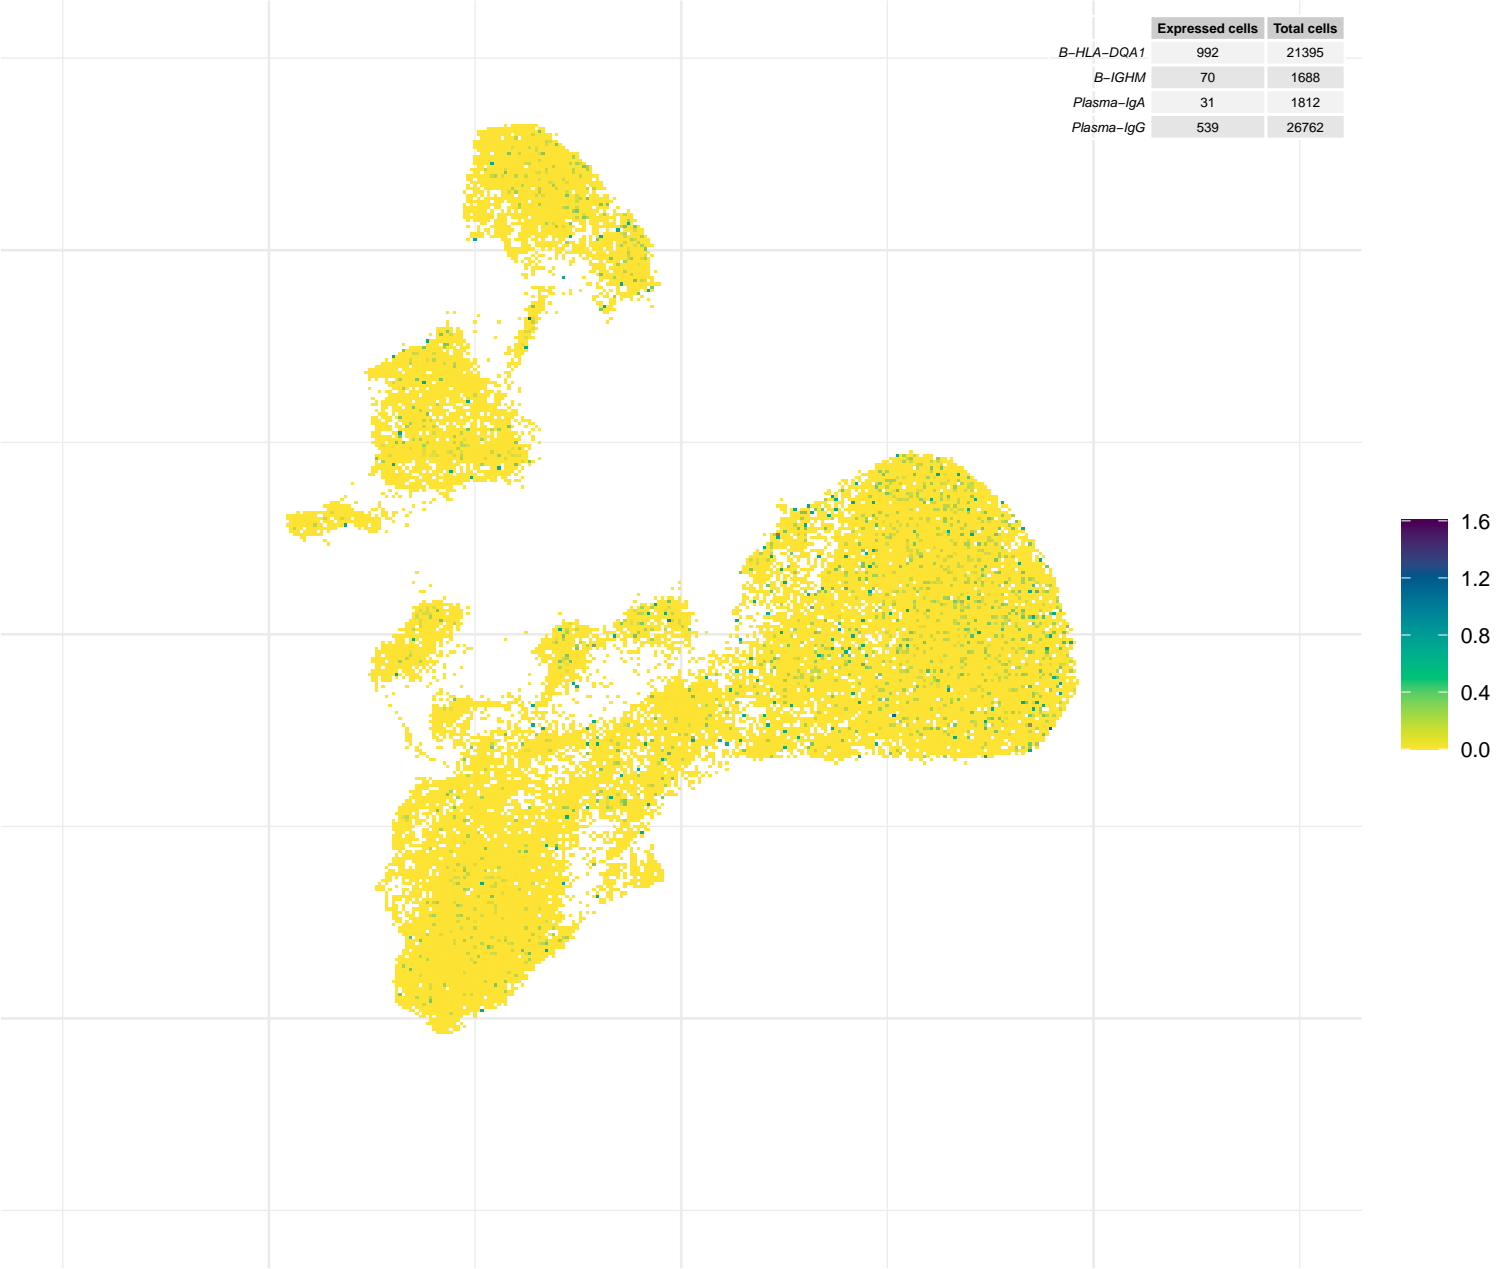 Expressed cells Total cells
B−HLA−DQA1 992 21395
B−IGHM 70 1688
Plasma−IgA 31 1812
Plasma−IgG 539 26762
1.6
1.2
0.8
0.4
0.0